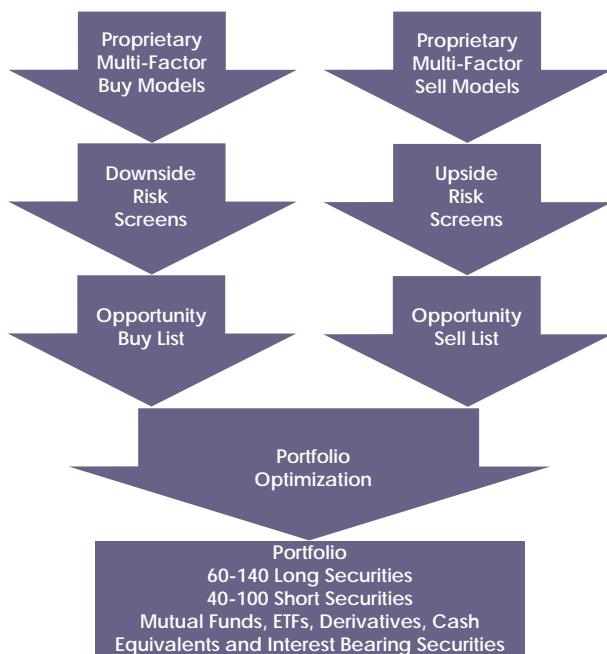 Proprietary
Multi-Factor
Buy Models
Proprietary
Multi-Factor
Sell Models
Downside
Risk
Screens
Upside
Risk
Screens
Opportunity
Buy List
Opportunity
Sell List
Portfolio
Optimization
Portfolio
60-140 Long Securities
40-100 Short Securities
Mutual Funds, ETFs, Derivatives, Cash
Equivalents and Interest Bearing Securities